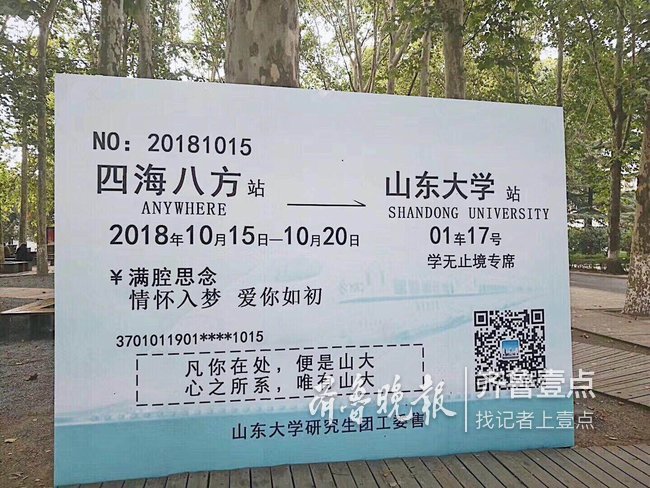 NO：20181015
四海八方站
山东大学 站
ANYWHERE
SHANDONG UNIVERSITY
2018年10月15日—10月20日
01车17号
学无止境专席
￥满腔思念
情怀入梦 爱你如初
3701011901****1015
凡你在处，便是山大
心之所系，唯有山大
齐鲁晚报
齐鲁壹点
找记者上壹点
山东大学研究生团工委售